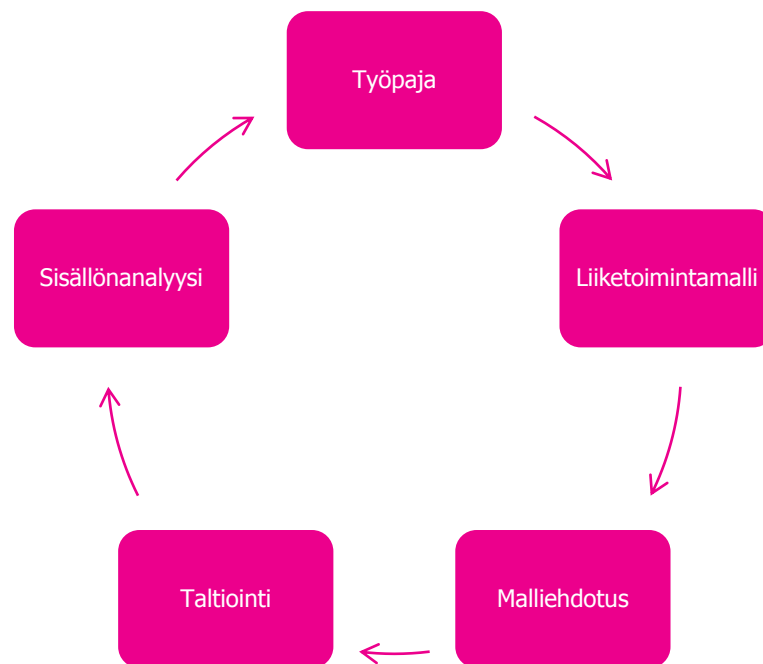 Työpaja
Liiketoimintamalli
Malliehdotus
Taltiointi
Sisällönanalyysi